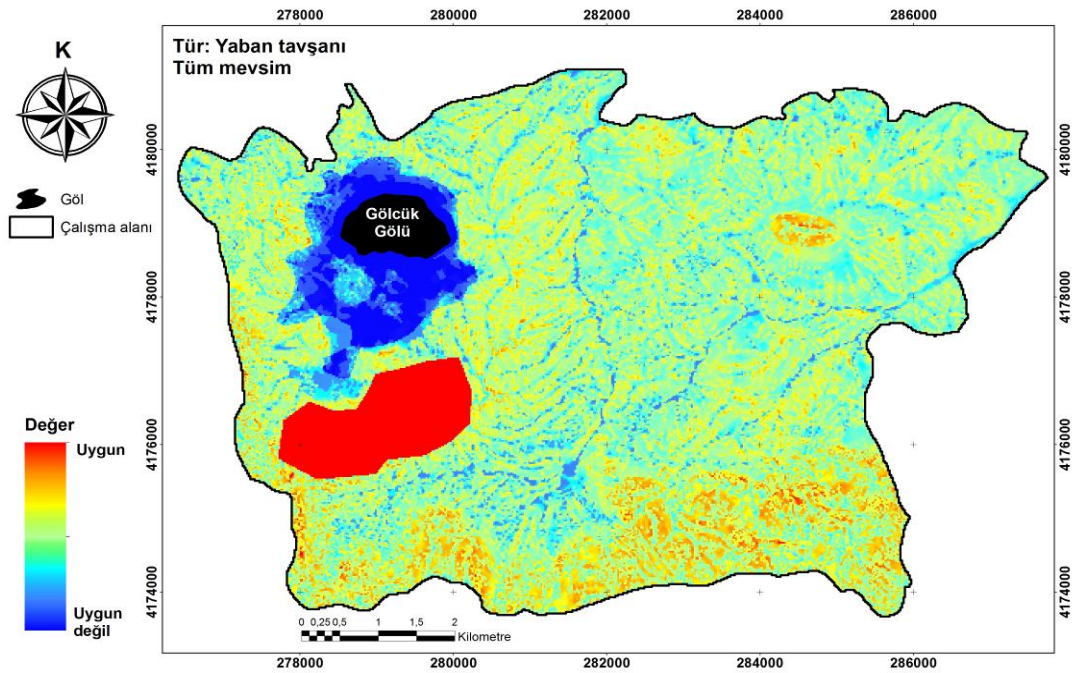 278000 280000 282000 284000 286000
K
Tür: Yaban tavşanı
Tüm mevsim
4180000 4180000
Göl
Çalışma alanı
Gölcük
Gölü
4178000 4178000
Değer
Uygun
4176000 4176000
Uygun
değil
4174000 4174000
0 0,25 0,5 1 1,5 2
Kilometre
278000 280000 282000 284000 286000